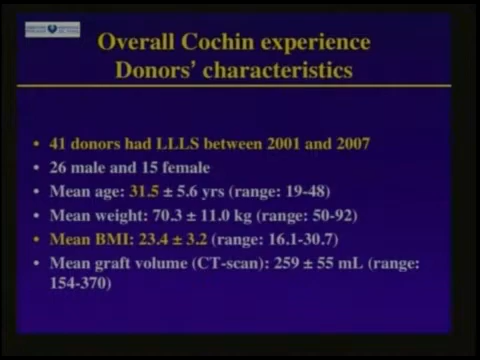 Overall Cochin experience
Donors' characteristics
• 41 donors had LLLS between 2001 and 2007
• 26 male and 15 female
• Mean age: 31.5 ± 5.6 yrs (range: 19-48)
• Mean weight: 70.3 ± 11.0 kg (range: 50-92)
• Mean BMI: 23.4 ± 3.2 (range: 16.1-30.7)
• Mean graft volume (CT-scan): 259 ± 55 mL (range:
154-370)